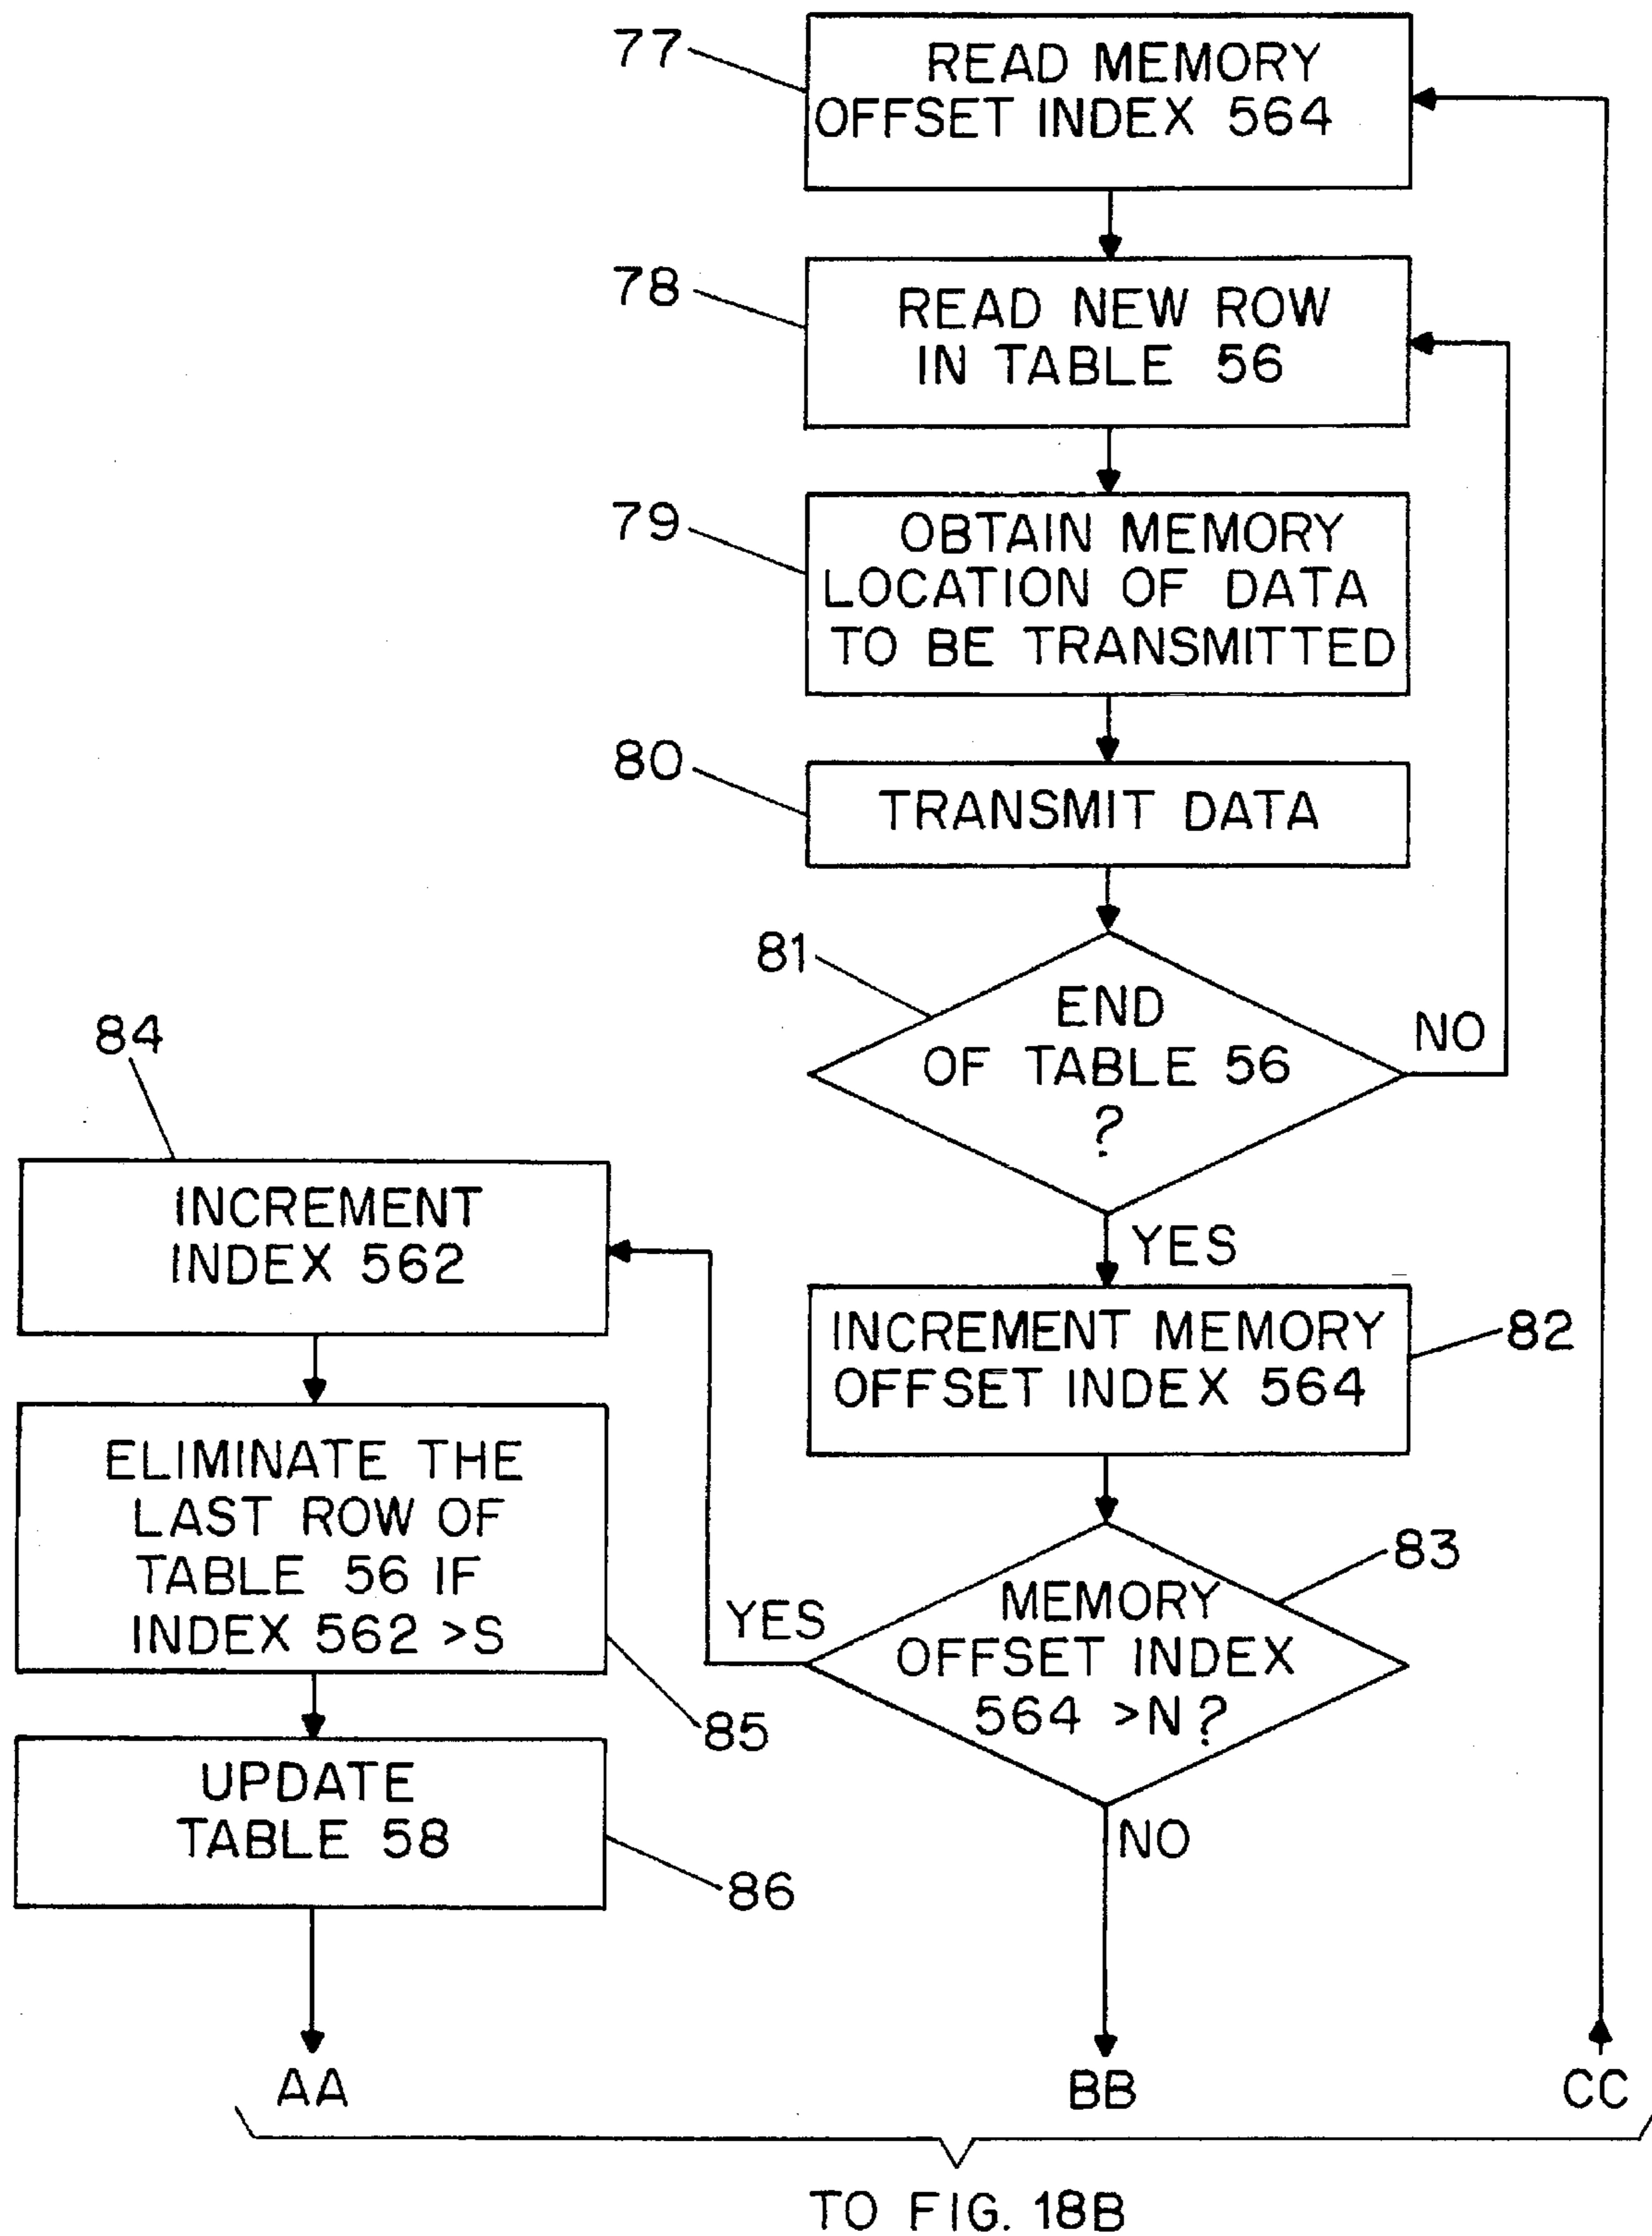 77
READ MEMORY
OFFSET INDEX 564
78
READ NEW ROW
IN TABLE 56
79
OBTAIN MEMORY
LOCATION OF DATA
TO BE TRANSMITTED
80
TRANSMIT DATA
81
END
OF TABLE 56
?
NO
YES
INCREMENT MEMORY
OFFSET INDEX 564
82
MEMORY
OFFSET INDEX
564 >N?
83
YES
NO
84
INCREMENT
INDEX 562
ELIMINATE THE
LAST ROW OF
TABLE 56 IF
INDEX 562 >S
85
UPDATE
TABLE 58
86
AA
BB
CC
TO FIG. 18B